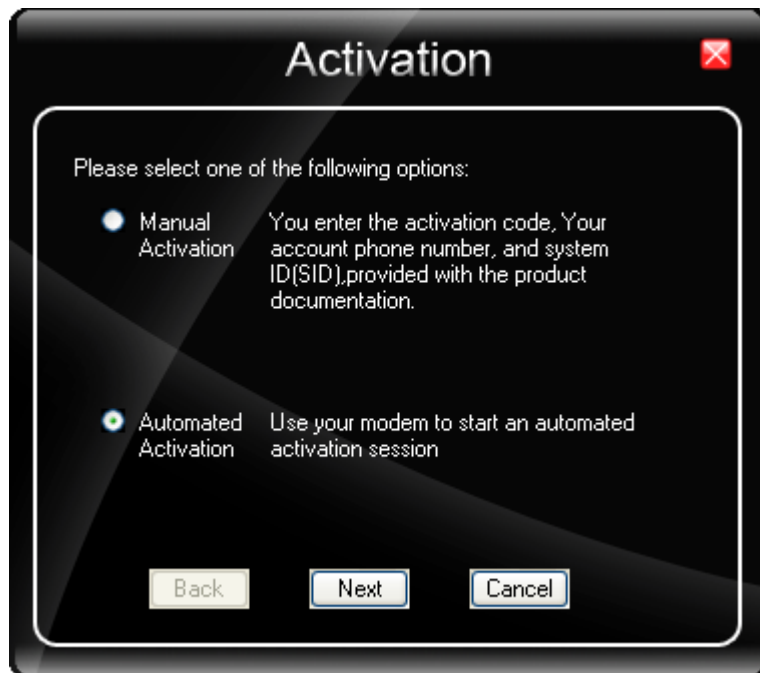 Activation
Please select one of the following options:
Manual Activation
You enter the activation code, Your
account phone number, and system
ID(SID),provided with the product
documentation.
Automated Activation
Use your modem to start an automated
activation session
Back
Next
Cancel